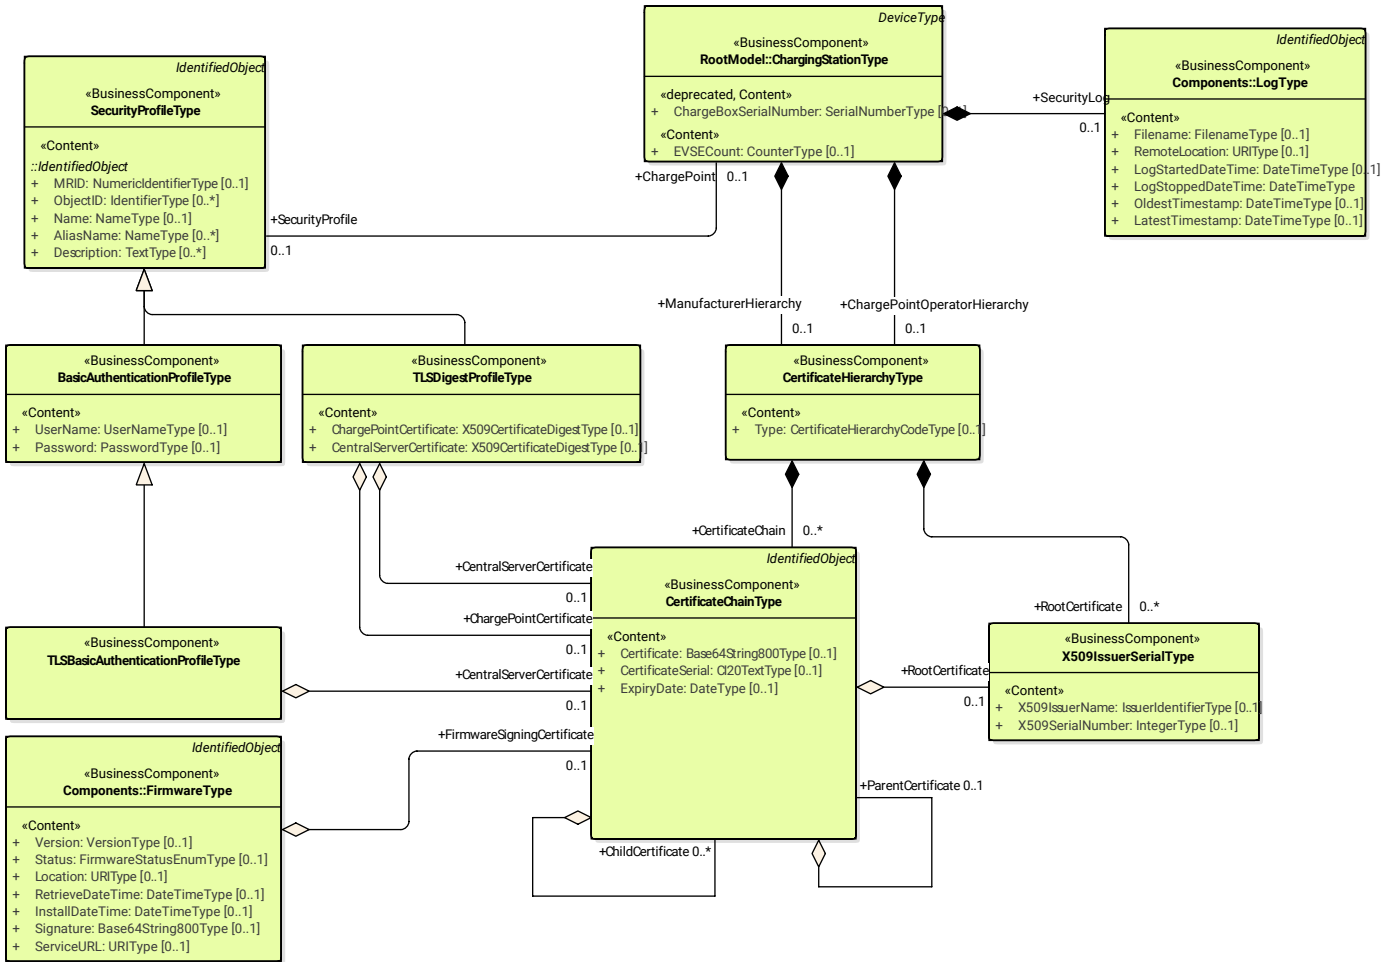 DeviceType
«BusinessComponent»
RootModel::ChargingStationType
«deprecated, Content»
+ ChargeBoxSerialNumber: SerialNumberType [0..1]
«Content»
+ EVSECount: CounterType [0..1]
IdentifiedObject
«BusinessComponent»
Components::LogType
«Content»
+ Filename: FilenameType [0..1]
+ RemoteLocation: URIType [0..1]
+ LogStartedDateTime: DateTimeType [0..1]
+ LogStoppedDateTime: DateTimeType
+ OldestTimestamp: DateTimeType [0..1]
+ LatestTimestamp: DateTimeType [0..1]
+SecurityLog
0..1
IdentifiedObject
«BusinessComponent»
SecurityProfileType
«Content»
::IdentifiedObject
+ MRID: NumericIdentifierType [0..1]
+ ObjectID: IdentifierType [0..*]
+ Name: NameType [0..1]
+ AliasName: NameType [0..*]
+ Description: TextType [0..*]
+ChargePoint 0..1
+SecurityProfile
0..1
+ManufacturerHierarchy
0..1
+ChargePointOperatorHierarchy
0..1
«BusinessComponent»
BasicAuthenticationProfileType
«Content»
+ UserName: UserNameType [0..1]
+ Password: PasswordType [0..1]
«BusinessComponent»
TLSDigestProfileType
«Content»
+ ChargePointCertificate: X509CertificateDigestType [0..1]
+ CentralServerCertificate: X509CertificateDigestType [0..1]
«BusinessComponent»
CertificateHierarchyType
«Content»
+ Type: CertificateHierarchyCodeType [0..1]
+CertificateChain 0..*
+RootCertificate 0..*
IdentifiedObject
«BusinessComponent»
CertificateChainType
«Content»
+ Certificate: Base64String800Type [0..1]
+ CertificateSerial: CI20TextType [0..1]
+ ExpiryDate: DateType [0..1]
+CentralServerCertificate
0..1
+ChargePointCertificate
0..1
+CentralServerCertificate
0..1
+FirmwareSigningCertificate
0..1
+RootCertificate
0..1
«BusinessComponent»
X509IssuerSerialType
«Content»
+ X509IssuerName: IssuerIdentifierType [0..1]
+ X509SerialNumber: IntegerType [0..1]
«BusinessComponent»
TLSBasicAuthenticationProfileType
IdentifiedObject
«BusinessComponent»
Components::FirmwareType
«Content»
+ Version: VersionType [0..1]
+ Status: FirmwareStatusEnumType [0..1]
+ Location: URIType [0..1]
+ RetrieveDateTime: DateTimeType [0..1]
+ InstallDateTime: DateTimeType [0..1]
+ Signature: Base64String800Type [0..1]
+ ServiceURL: URIType [0..1]
+ParentCertificate 0..1
+ChildCertificate 0..*